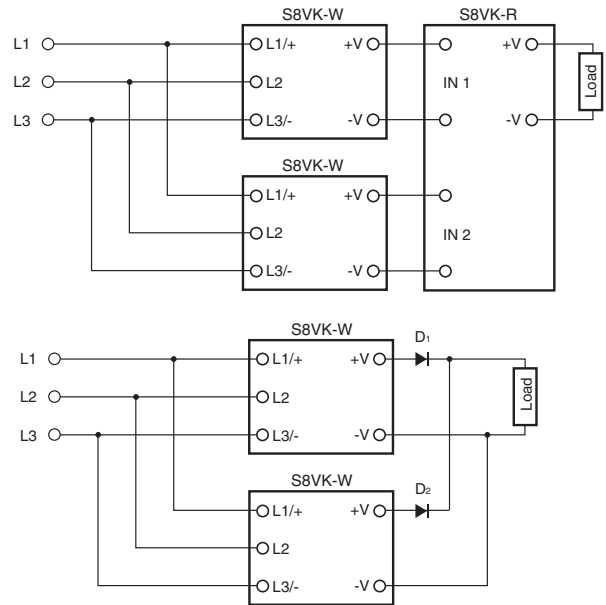 S8VK-W S8VK-R
L1 L1/+ +V +V
L2 L2 IN 1 Load
L3 L3/- -V -V
S8VK-W
L1/+ +V
L2 IN 2
L3/- -V
S8VK-W
D1
L1 L1/+ +V
L2 L2 Load
L3 L3/- -V
S8VK-W
D2
L1/+ +V
L2
L3/- -V